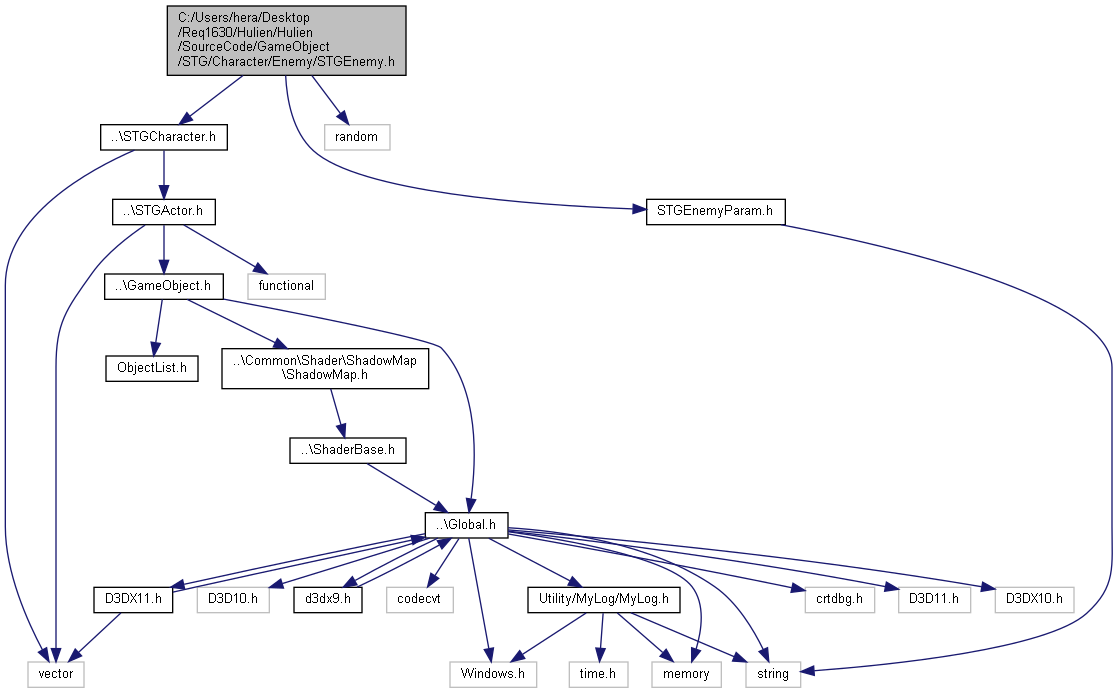 C:/Users/hera/Desktop
/Req1630/Hulien/Hulien
/SourceCode/GameObject
/STG/Character/Enemy/STGEnemy.h
..\STGCharacter.h
random
..\STGActor.h
STGEnemyParam.h
..\GameObject.h
functional
ObjectList.h
..\Common\Shader\ShadowMap
\ShadowMap.h
..\ShaderBase.h
..\Global.h
D3DX11.h
D3D10.h
d3dx9.h
codecvt
Utility/MyLog/MyLog.h
crtdbg.h
D3D11.h
D3DX10.h
vector
Windows.h
time.h
memory
string